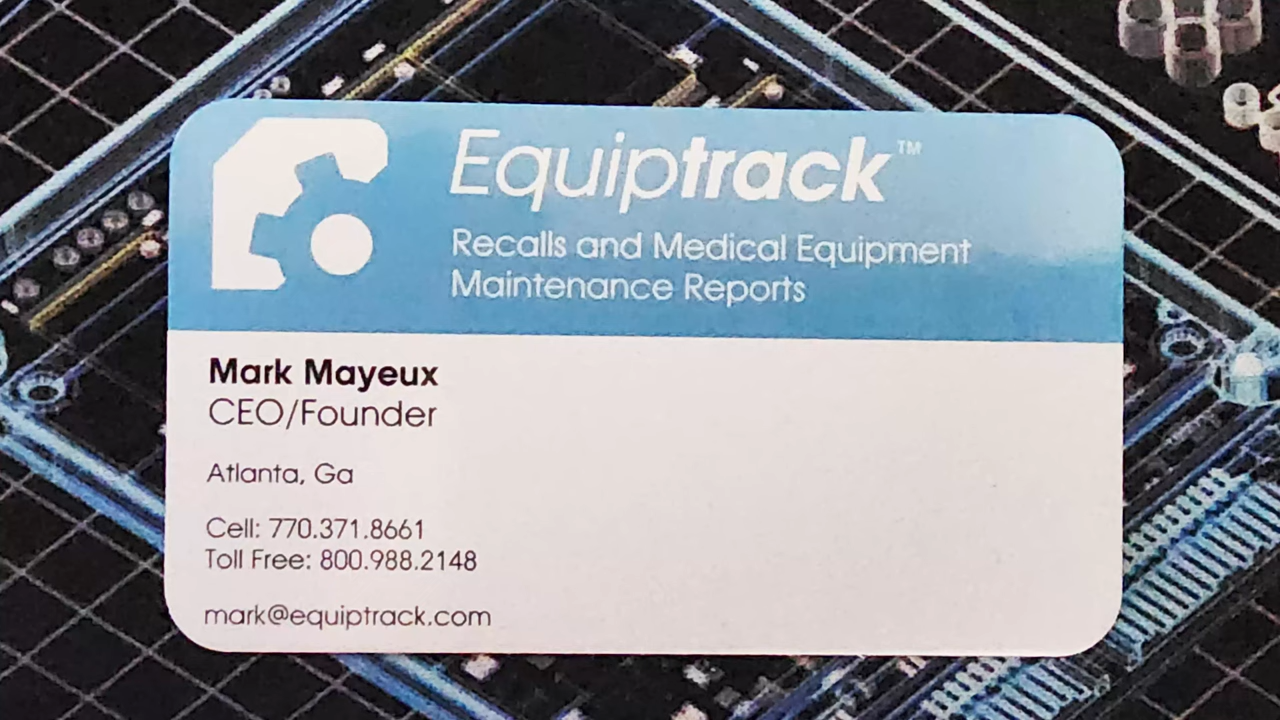 Equiptrack™
Recalls and Medical Equipment
Maintenance Reports
Mark Mayeux
CEO/Founder
Atlanta, Ga
Cell: 770.371.8661
Toll Free: 800.988.2148
mark@equiptrack.com